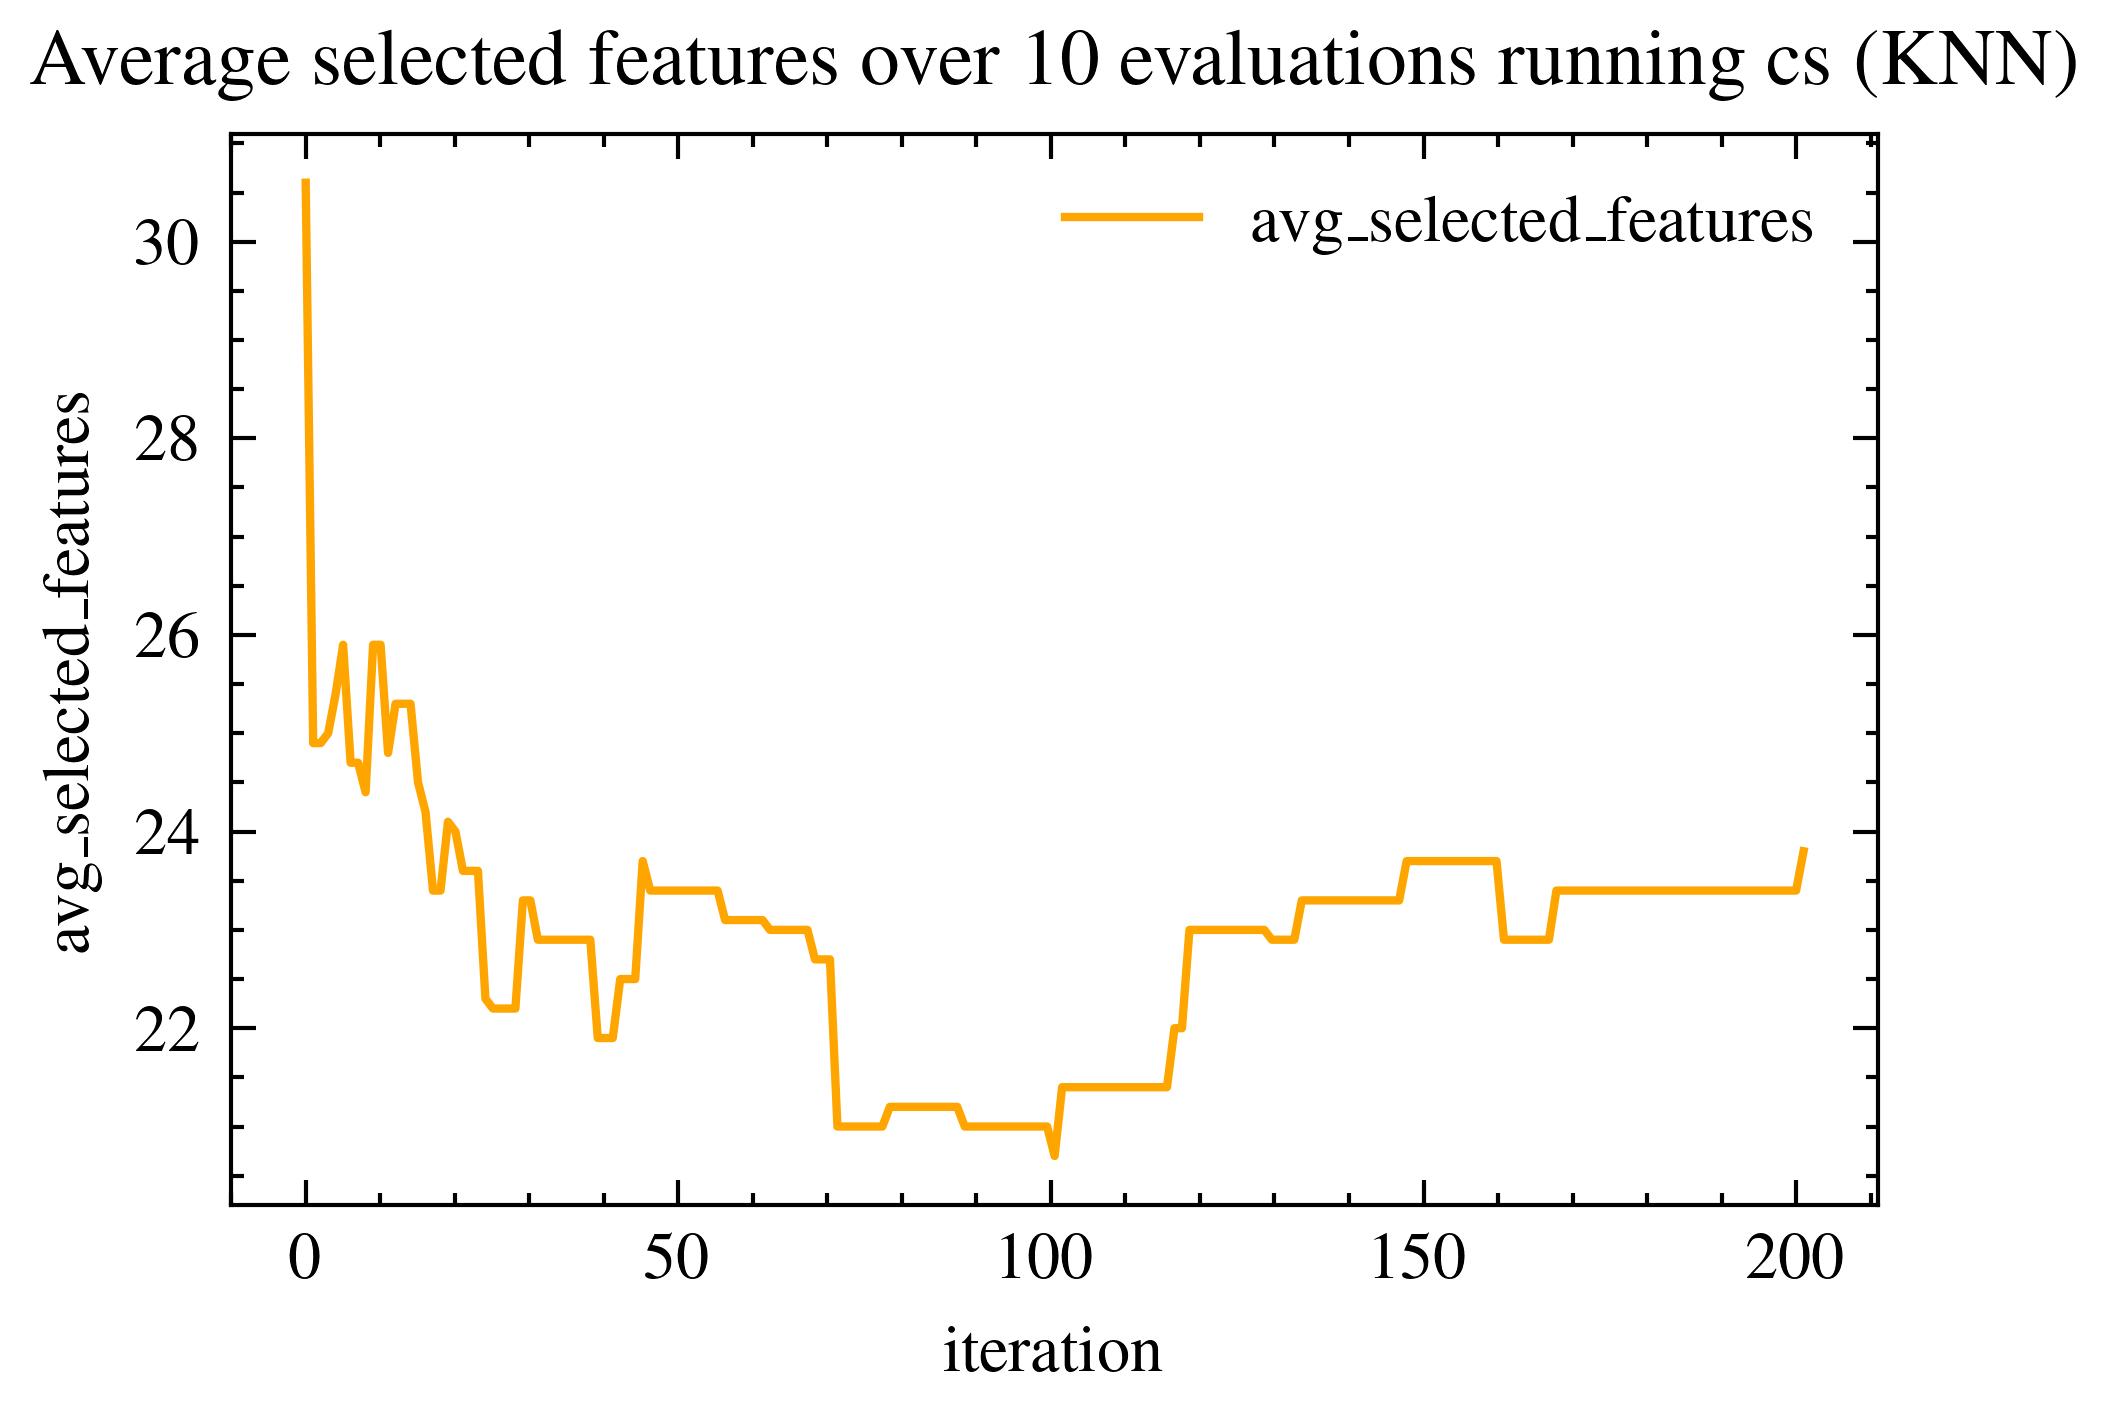 Average selected features over 10 evaluations running cs (KNN)
avg_selected_features
avg_selected_features
30
28
26
24
22
0 50 100 150 200
iteration